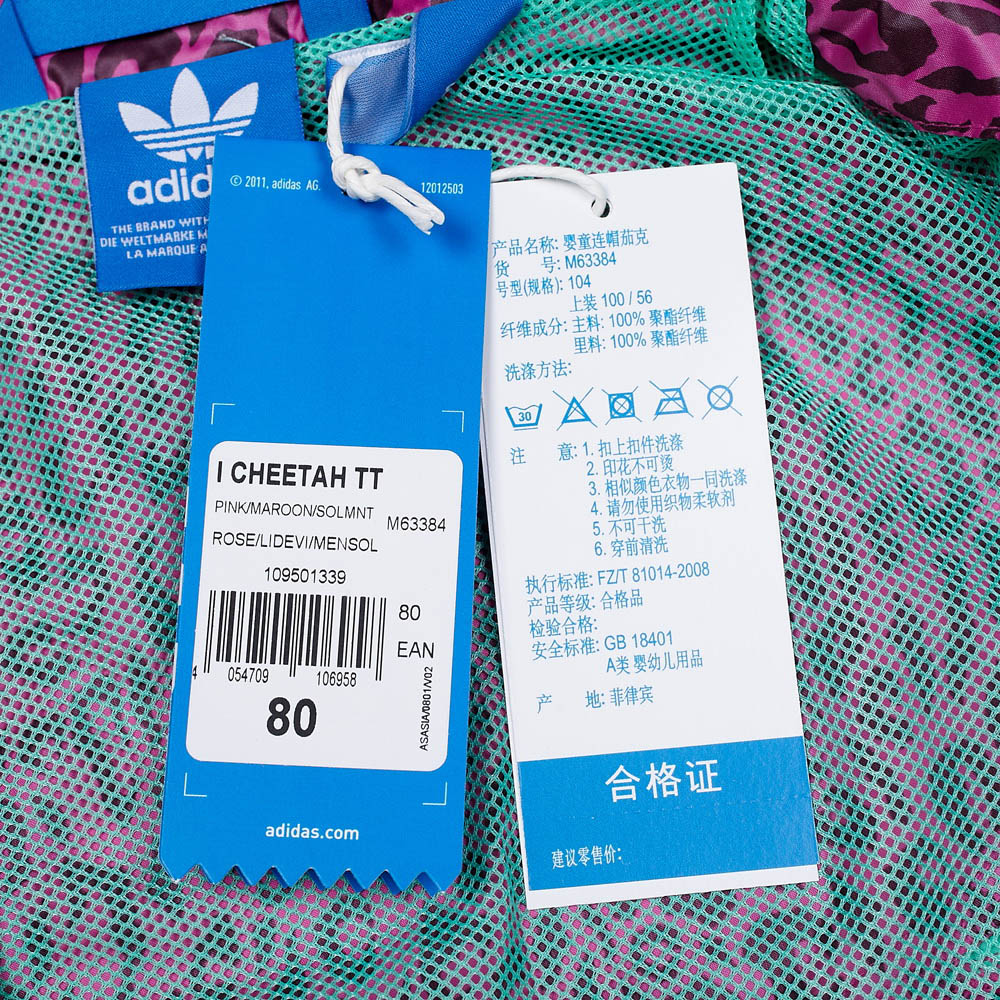 adid
THE BRAND WITH
DIE WELTMARKE M
LA MARQUE A
© 2011, adidas AG.
12012503
I CHEETAH TT
PINK/MAROON/SOLMNT
M63384
ROSE/LIDEVI/MENSOL
109501339
80
EAN
4 054709 106958
80
ASASIA/0801/V02
adidas.com
产品名称: 婴童连帽茄克
货 号: M63384
号型(规格): 104
上装 100 / 56
纤维成分: 主料: 100% 聚酯纤维
里料: 100% 聚酯纤维
洗涤方法:
30
注 意: 1. 扣上扣件洗涤
2. 印花不可烫
3. 相似颜色衣物一同洗涤
4. 请勿使用织物柔软剂
5. 不可干洗
6. 穿前清洗
执行标准: FZ/T 81014-2008
产品等级: 合格品
检验合格:
安全标准: GB 18401
A类 婴幼儿用品
产 地: 菲律宾
合格证
建议零售价: